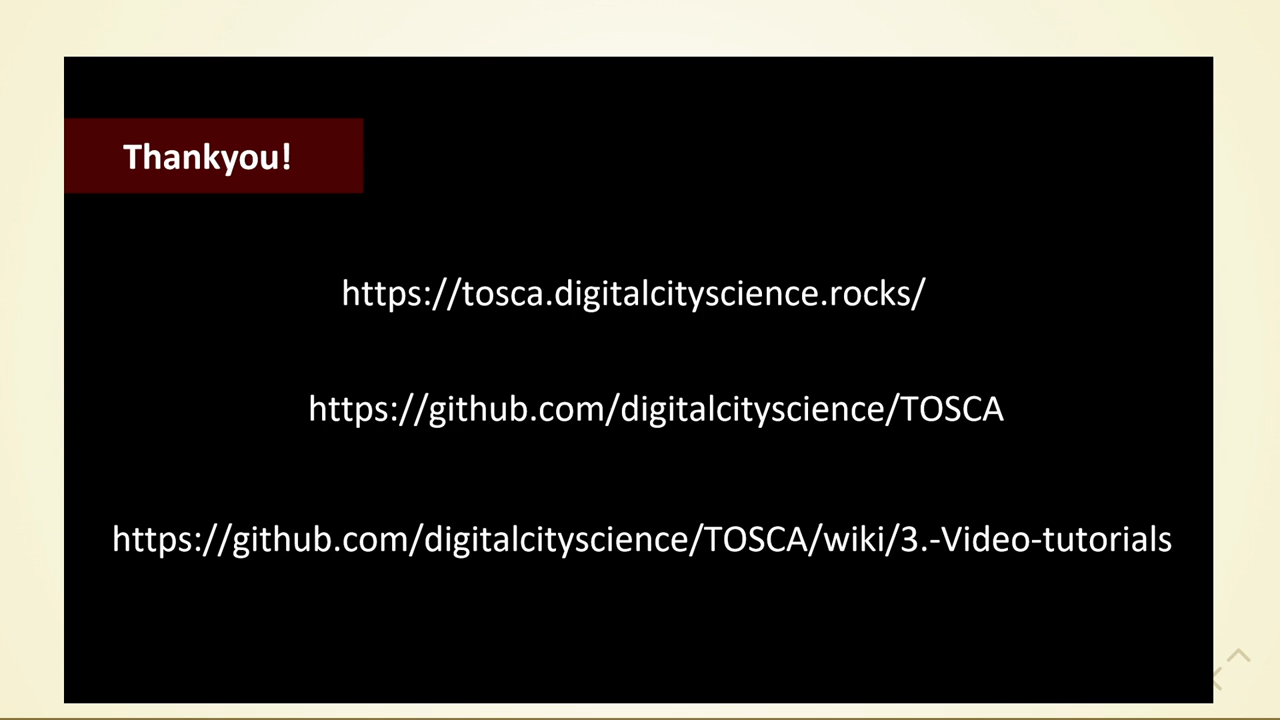 Thankyou!
https://tosca.digitalcityscience.rocks/
https://github.com/digitalcityscience/TOSCA
https://github.com/digitalcityscience/TOSCA/wiki/3.-Video-tutorials